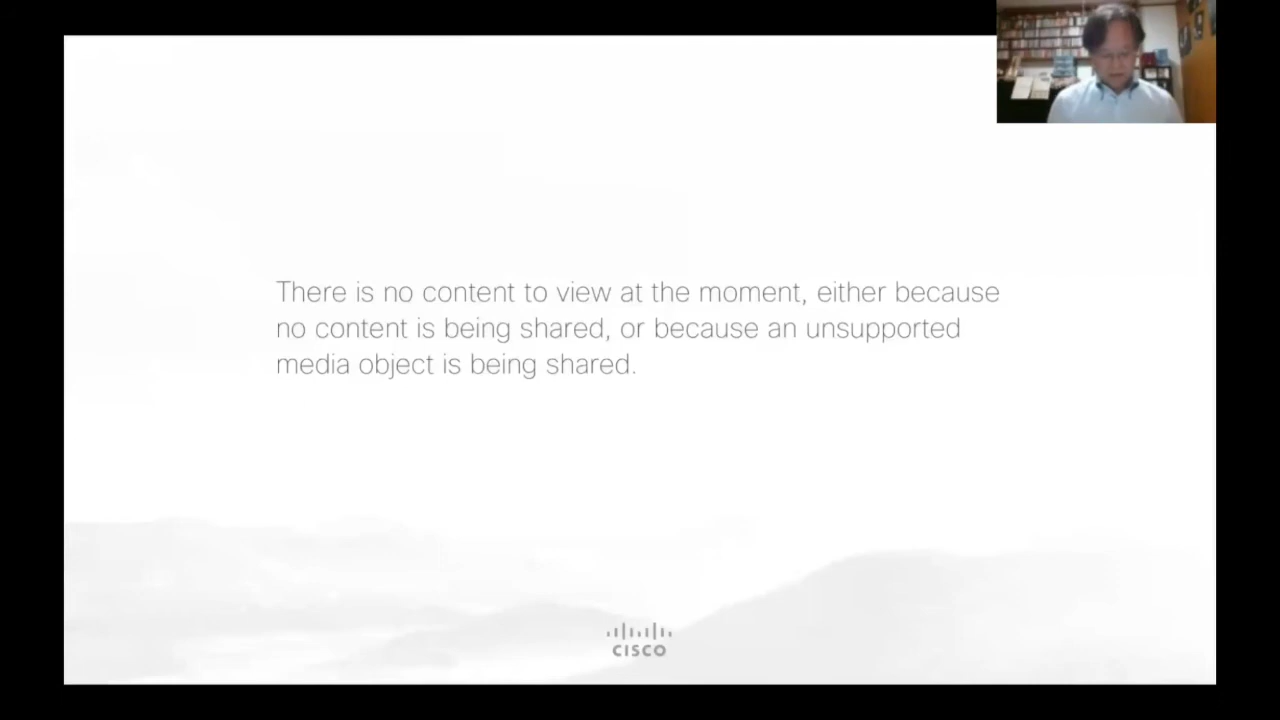 There is no content to view at the moment, either because
no content is being shared, or because an unsupported
media object is being shared.
CISCO